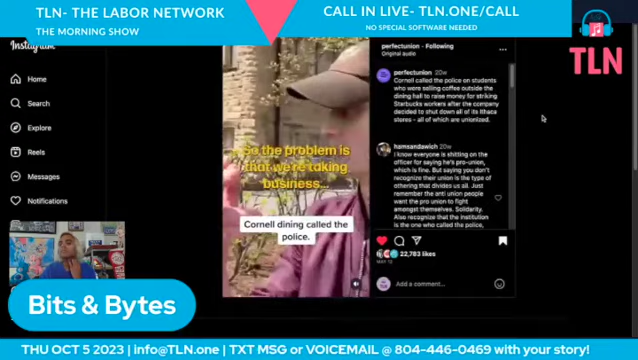 TLN- THE LABOR NETWORK
THE MORNING SHOW
CALL IN LIVE- TLN.ONE/CALL
NO SPECIAL SOFTWARE NEEDED
TLN
Instagram
Home
Search
Explore
Reels
Messages
Notifications
So the problem is
that we're taking
business...
Cornell dining called the
police.
perfectunion • Following
Original audio
perfectunion 20w
Cornell called the police on students
who were selling coffee outside the
dining hall to raise money for striking
Starbucks workers after the company
decided to shut down all of its Ithaca
stores - all of which are unionized.
hamsandwich 20w
I know everyone is shitting on the
officer for saying he's pro-union,
which is fine. But saying you don't
recognize their union is the type of
othering that divides us all. Just
remember the anti union people
want the pro union to fight
amongst themselves. Solidarity.
Also recognize that the institution
is the one who called the police,
22,783 likes
MAY 12
Add a comment...
Bits & Bytes
THU OCT 5 2023 | info@TLN.one | TXT MSG or VOICEMAIL @ 804-446-0469 with your story!